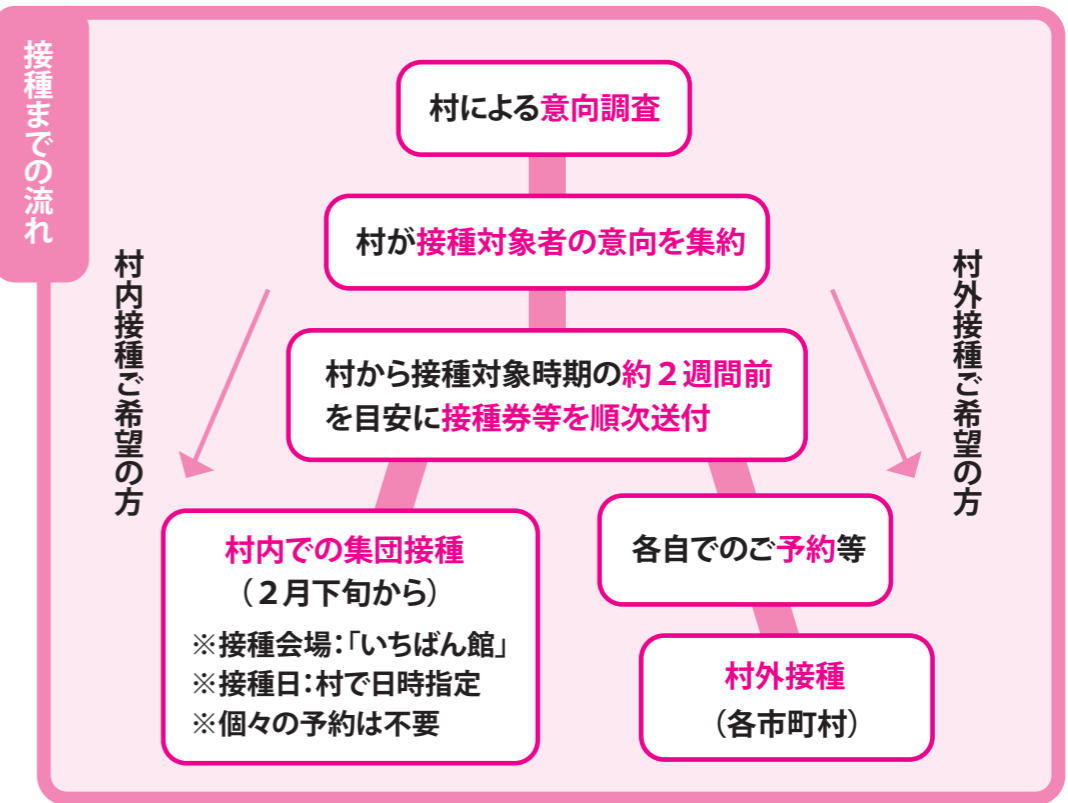 接種までの流れ
村による意向調査
村が接種対象者の意向を集約
村内接種ご希望の方
村外接種ご希望の方
村から接種対象時期の約２週間前
を目安に接種券等を順次送付
村内での集団接種
（２月下旬から）
※接種会場：「いちばん館」
※接種日：村で日時指定
※個々の予約は不要
各自でのご予約等
村外接種
（各市町村）